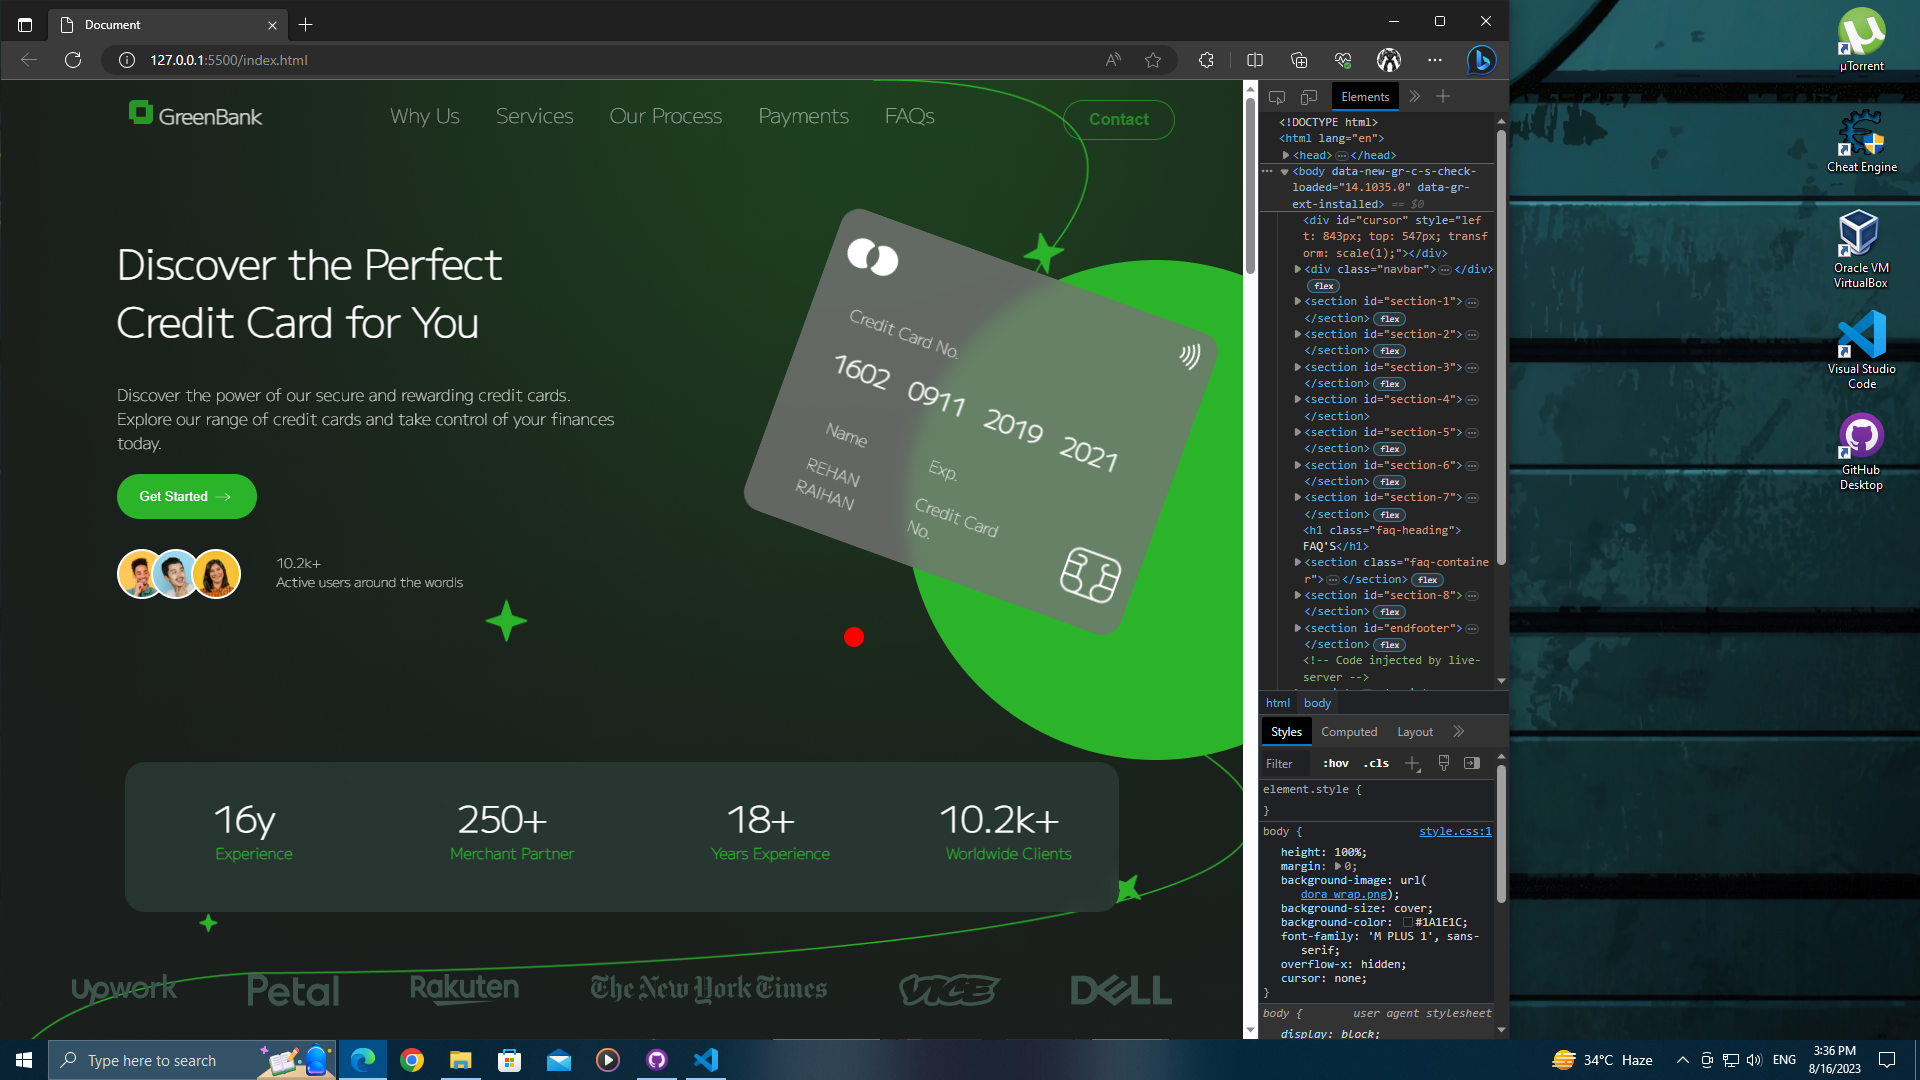 Document
127.0.0.1:5500/index.html
GreenBank
Why Us
Services
Our Process
Payments
FAQs
Contact
Discover the Perfect
Credit Card for You
Discover the power of our secure and rewarding credit cards.
Explore our range of credit cards and take control of your finances
today.
Get Started
10.2k+
Active users around the wordls
Credit Card No.
1602 0911 2019 2021
Name
REHAN
RAIHAN
Exp.
Credit Card
No.
16y
Experience
250+
Merchant Partner
18+
Years Experience
10.2k+
Worldwide Clients
upwork
Petal
Rakuten
The New York Times
VICE
DELL
Elements
<!DOCTYPE html>
<html lang="en">
<head> ··· </head>
··· <body data-new-gr-c-s-check-
loaded="14.1035.0" data-gr-
ext-installed> == $0
<div id="cursor" style="lef
t: 843px; top: 547px; transf
orm: scale(1);"></div>
<div class="navbar"> ··· </div>
flex
<section id="section-1"> ···
</section> flex
<section id="section-2"> ···
</section> flex
<section id="section-3"> ···
</section> flex
<section id="section-4"> ···
</section>
<section id="section-5"> ···
</section> flex
<section id="section-6"> ···
</section> flex
<section id="section-7"> ···
</section> flex
<h1 class="faq-heading">
FAQ'S</h1>
<section class="faq-containe
r"> ··· </section> flex
<section id="section-8"> ···
</section> flex
<section id="endfooter"> ···
</section> flex
<!-- Code injected by live-
server -->
html body
Styles
Computed
Layout
Filter
:hov .cls
element.style {
}
body {
style.css:1
height: 100%;
margin: 0;
background-image: url(
dora wrap.png);
background-size: cover;
background-color: #1A1E1C;
font-family: 'M PLUS 1', sans-
serif;
overflow-x: hidden;
cursor: none;
}
body {
user agent stylesheet
display: block;
µTorrent
Cheat Engine
Oracle VM
VirtualBox
Visual Studio
Code
GitHub
Desktop
Type here to search
34°C Haze
ENG
3:36 PM
8/16/2023